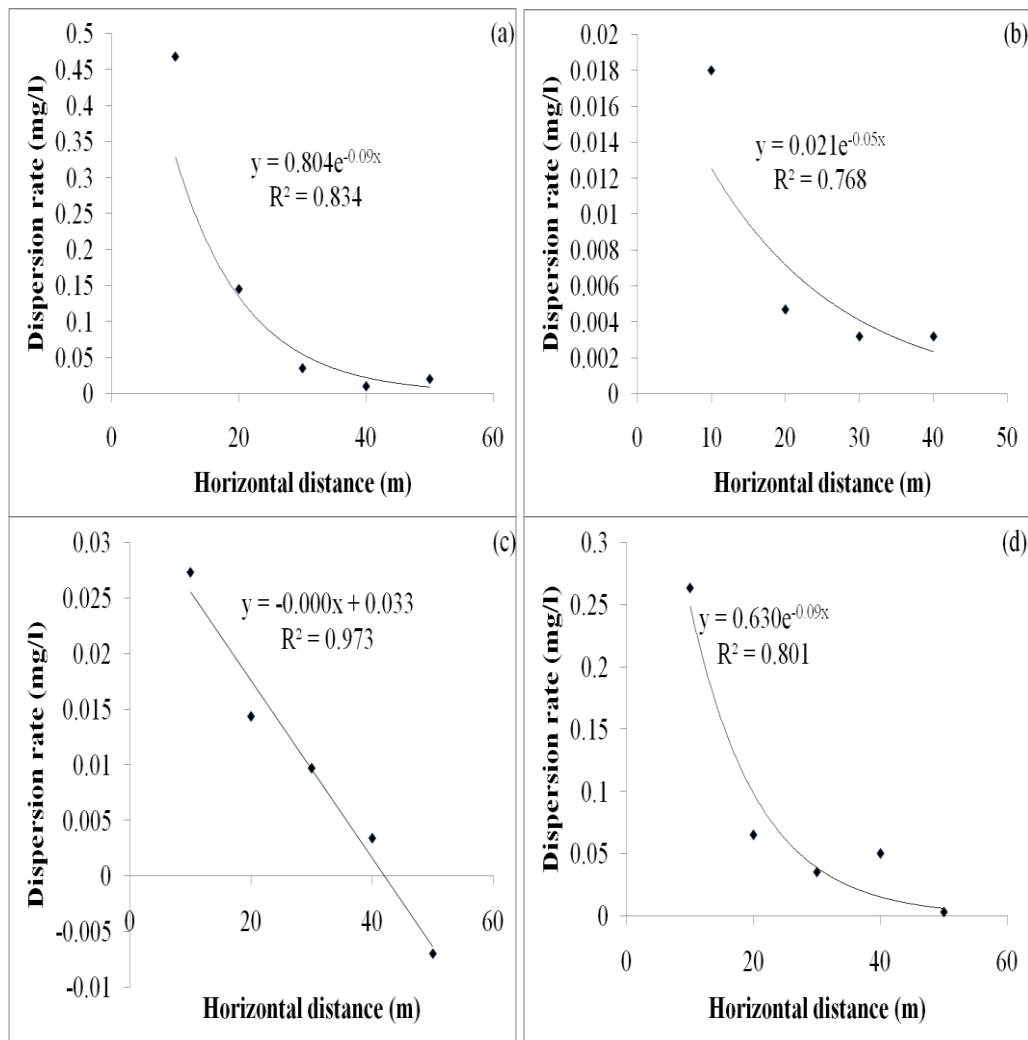 (a)
0.5
0.45
0.4
0.35
0.3
0.25
0.2
0.15
0.1
0.05
0
Dispersion rate (mg/l)
y = 0.804e-0.09x
R² = 0.834
0 20 40 60
Horizontal distance (m)
(b)
0.02
0.018
0.016
0.014
0.012
0.01
0.008
0.006
0.004
0.002
0
Dispersion rate (mg/l)
y = 0.021e-0.05x
R² = 0.768
0 10 20 30 40 50
Horizontal distance (m)
(c)
0.03
0.025
0.02
0.015
0.01
0.005
0
-0.005
-0.01
Dispersion rate (mg/l)
y = -0.000x + 0.033
R² = 0.973
0 20 40 60
Horizontal distance (m)
(d)
0.3
0.25
0.2
0.15
0.1
0.05
0
Dispersion rate (mg/l)
y = 0.630e-0.09x
R² = 0.801
0 20 40 60
Horizontal distance (m)